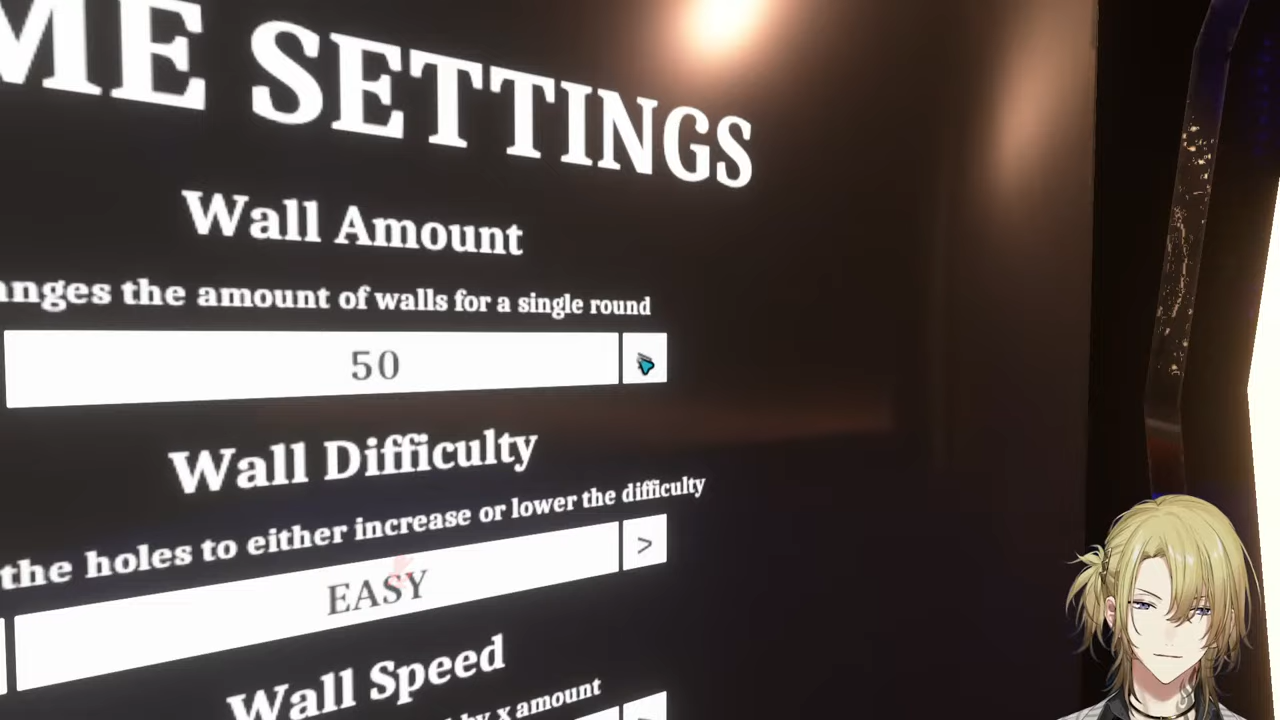 ME SETTINGS
Wall Amount
anges the amount of walls for a single round
50
Wall Difficulty
the holes to either increase or lower the difficulty
EASY >
Wall Speed
by x amount